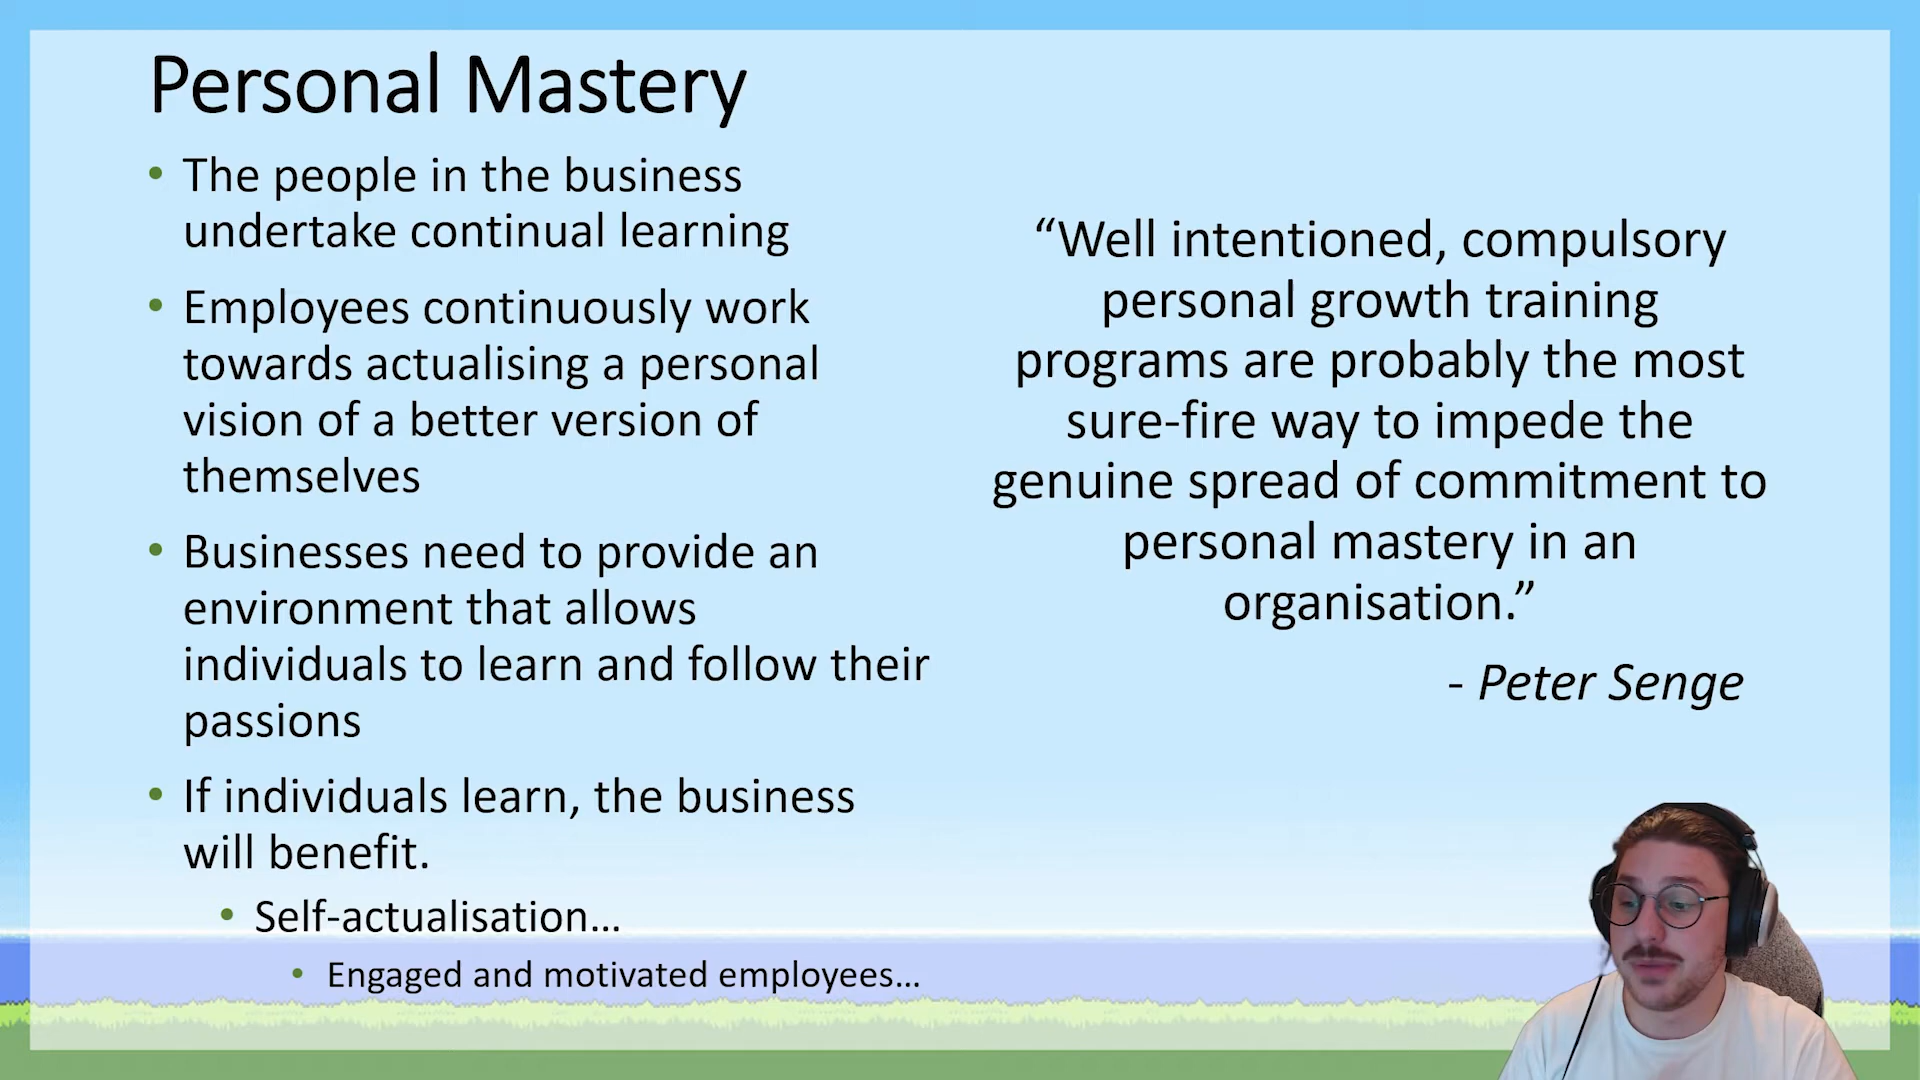 Personal Mastery
• The people in the business
undertake continual learning
• Employees continuously work
towards actualising a personal
vision of a better version of
themselves
• Businesses need to provide an
environment that allows
individuals to learn and follow their
passions
• If individuals learn, the business
will benefit.
• Self-actualisation…
• Engaged and motivated employees…
“Well intentioned, compulsory
personal growth training
programs are probably the most
sure-fire way to impede the
genuine spread of commitment to
personal mastery in an
organisation.”
- Peter Senge